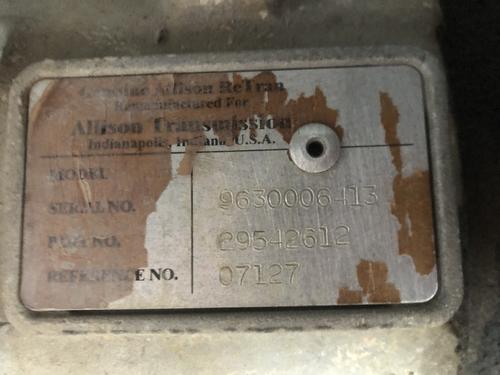 Genuine Allison ReTran
Remanufactured For
Allison Transmission
Indianapolis, Indiana, U.S.A.
MODEL
SERIAL NO. 9630006413
PART NO. 29542612
REFERENCE NO. 07127